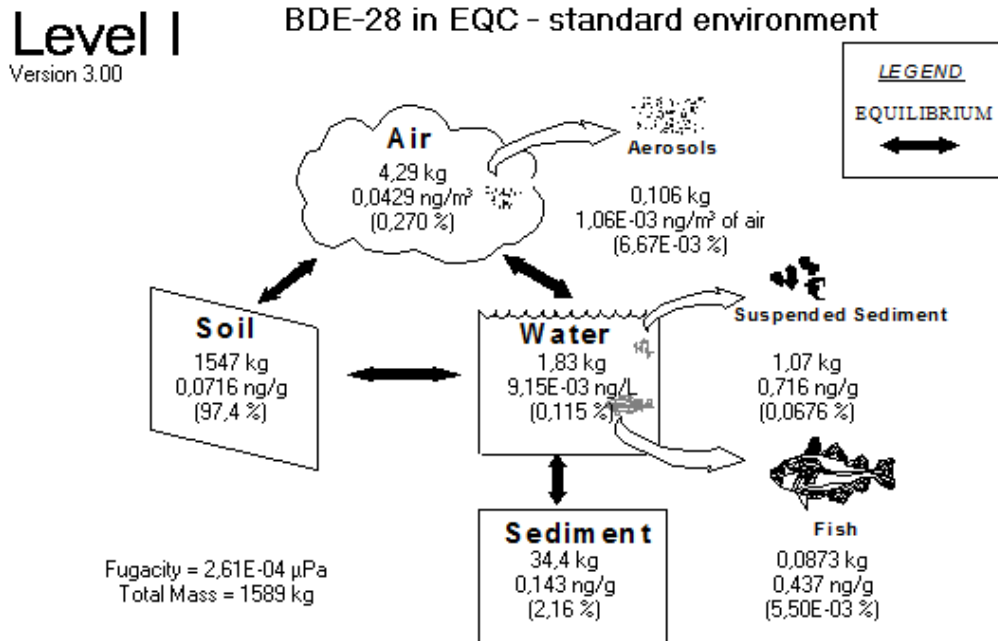 Level I
Version 3.00
BDE-28 in EQC - standard environment
LEGEND
EQUILIBRIUM
Air
4,29 kg
0,0429 ng/m³
(0,270 %)
Aerosols
0,106 kg
1,06E-03 ng/m³ of air
(6,67E-03 %)
Soil
1547 kg
0,0716 ng/g
(97,4 %)
Water
1,83 kg
9,15E-03 ng/L
(0,115 %)
Suspended Sediment
1,07 kg
0,716 ng/g
(0,0676 %)
Sediment
34,4 kg
0,143 ng/g
(2,16 %)
Fish
0,0873 kg
0,437 ng/g
(5,50E-03 %)
Fugacity = 2,61E-04 µPa
Total Mass = 1589 kg